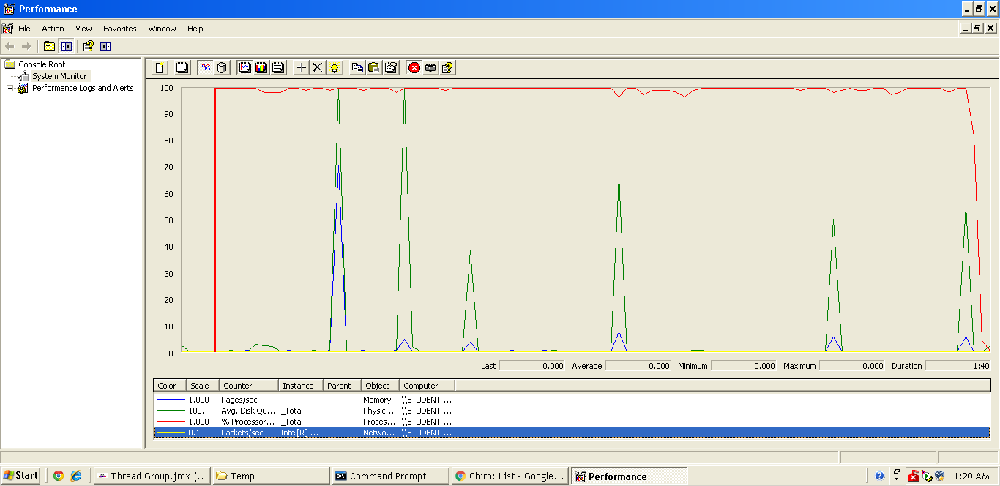 Performance
File Action View Favorites Window Help
Console Root
System Monitor
Performance Logs and Alerts
100
90
80
70
60
50
40
30
20
10
0
Last 0.000 Average 0.000 Minimum 0.000 Maximum 0.000 Duration 1:40
Color Scale Counter Instance Parent Object Computer
1.000 Pages/sec --- --- Memory \\STUDENT-...
100.... Avg. Disk Qu... _Total --- Physic... \\STUDENT-...
1.000 % Processor... _Total --- Proces... \\STUDENT-...
0.10... Packets/sec Intel[R] ... --- Netwo... \\STUDENT-...
Start Thread Group.jmx (... Temp Command Prompt Chirp: List - Google... Performance 1:20 AM